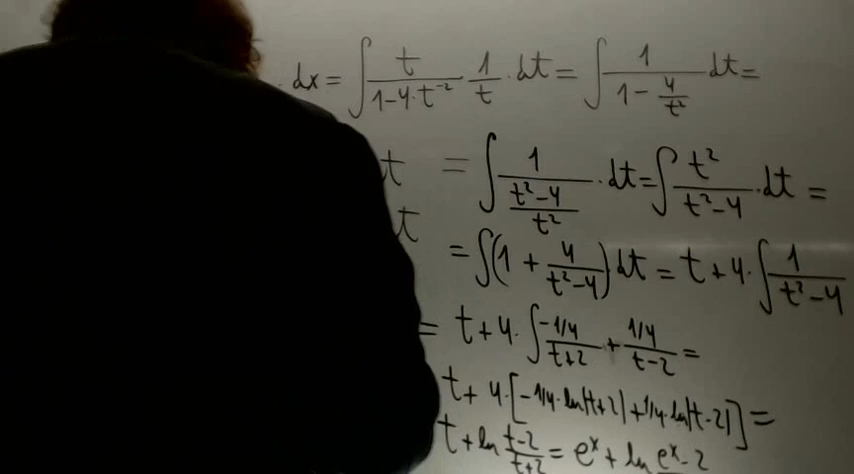 · dx = ∫ t/(1-4·t⁻²) · 1/t · dt = ∫ 1/(1 - 4/t²) dt =
t = ∫ 1/((t²-4)/t²) · dt = ∫ t²/(t²-4) · dt =
t
= ∫(1 + 4/(t²-4)) dt = t + 4· ∫ 1/(t²-4)
= t + 4· ∫ -1/4/(t+2) + 1/4/(t-2) =
t + 4·[-1/4·ln|t+2| + 1/4·ln|t-2|] =
t + ln (t-2)/(t+2) = eˣ + ln eˣ-2